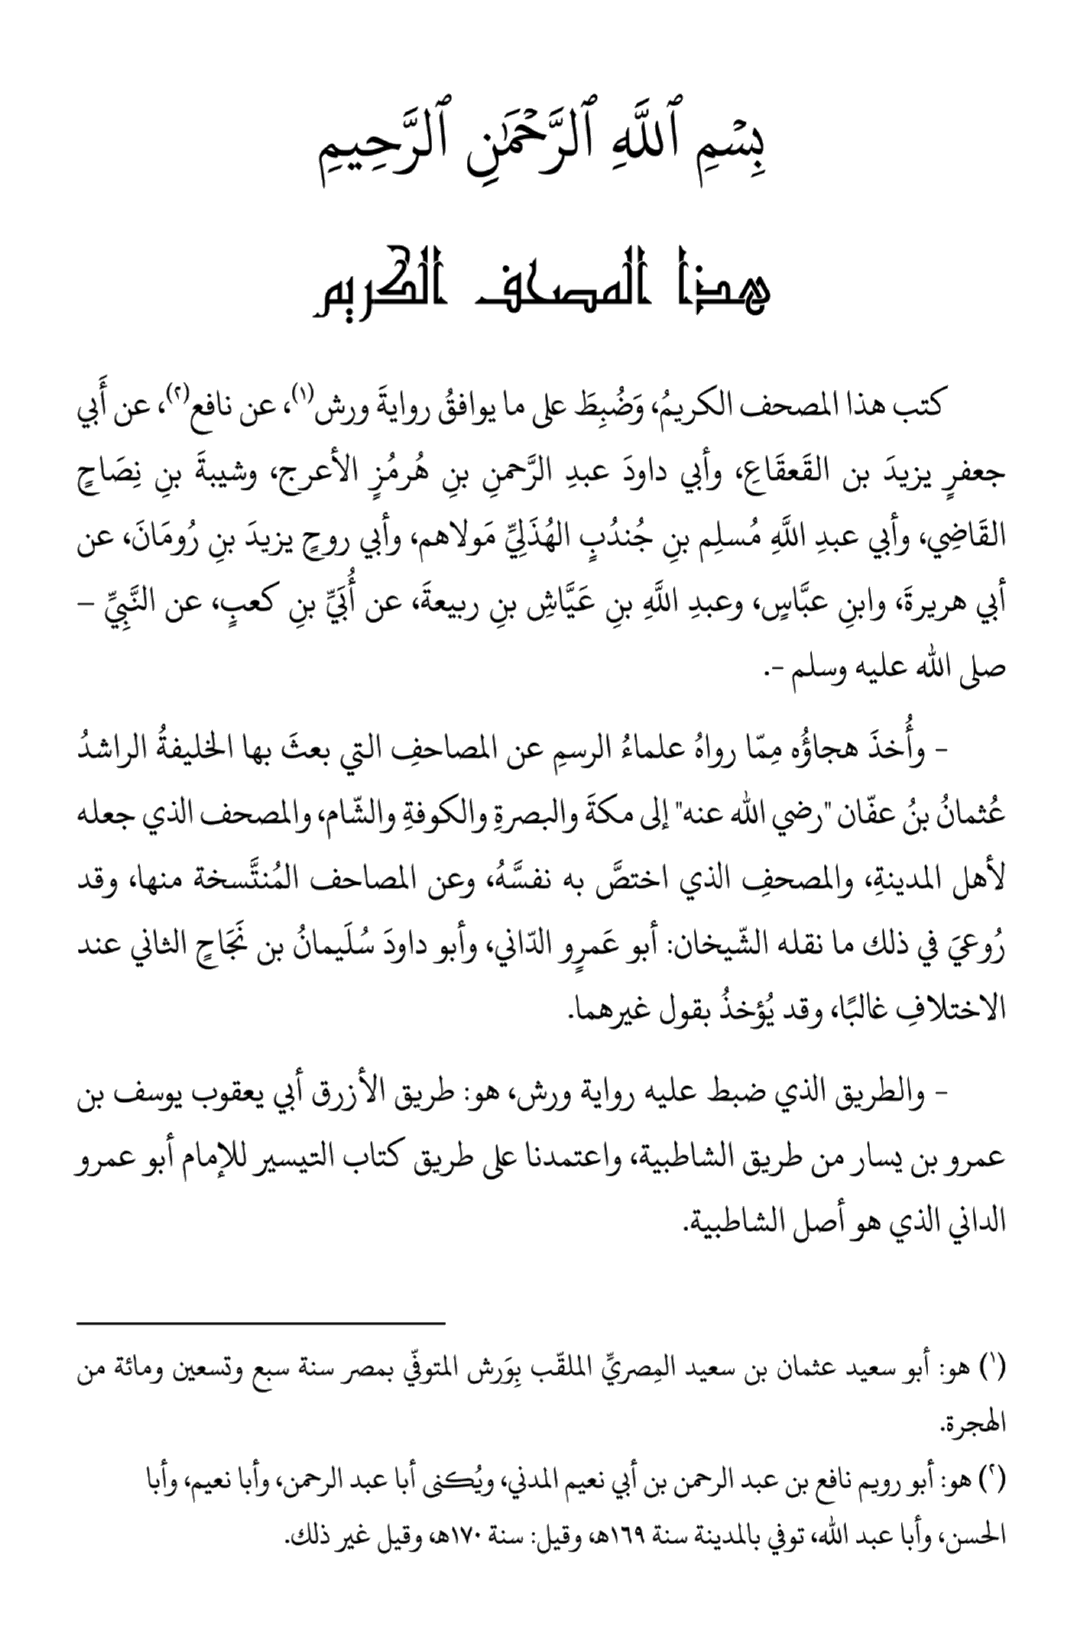 بِسْمِ ٱللَّهِ ٱلرَّحْمَٰنِ ٱلرَّحِيمِ
هذا المصحف الكريم
كتب هذا المصحف الكريمُ، وَضُبِطَ على ما يوافقُ روايةَ ورش(١)، عن نافع(٢)، عن أَبي
جعفرٍ يزيدَ بن القَعقَاعِ، وأبي داودَ عبدِ الرَّحمنِ بنِ هُرمُزٍ الأعرج، وشيبةَ بنِ نِصَاحٍ
القَاضِي، وأبي عبدِ اللَّهِ مُسلِم بنِ جُندُبٍ الهُذَلِيِّ مَولاهم، وأبي روحٍ يزيدَ بنِ رُومَانَ، عن
أبي هريرةَ، وابنِ عبَّاسٍ، وعبدِ اللَّهِ بنِ عَيَّاشِ بنِ ربيعةَ، عن أُبَيِّ بنِ كعبٍ، عن النَّبِيِّ –
صلى الله عليه وسلم -.
- وأُخذَ هجاؤُه مِمّا رواهُ علماءُ الرسمِ عن المصاحفِ التي بعثَ بها الخليفةُ الراشدُ
عُثمانُ بنُ عفّان "رضي الله عنه" إلى مكةَ والبصرةِ والكوفةِ والشّام، والمصحف الذي جعله
لأهل المدينةِ، والمصحفِ الذي اختصَّ به نفسَّهُ، وعن المصاحف المُنتَّسخة منها، وقد
رُوعيَ في ذلك ما نقله الشّيخان: أبو عَمرٍو الدّاني، وأبو داودَ سُلَيمانُ بن نَجَاحٍ الثاني عند
الاختلافِ غالبًا، وقد يُؤخذُ بقول غيرهما.
- والطريق الذي ضبط عليه رواية ورش، هو: طريق الأزرق أبي يعقوب يوسف بن
عمرو بن يسار من طريق الشاطبية، واعتمدنا على طريق كتاب التيسير للإمام أبو عمرو
الداني الذي هو أصل الشاطبية.
(١) هو: أبو سعيد عثمان بن سعيد المِصريِّ الملقّب بِوَرش المتوفّي بمصر سنة سبع وتسعين ومائة من
الهجرة.
(٢) هو: أبو رويم نافع بن عبد الرحمن بن أبي نعيم المدني، ويُكنى أبا عبد الرحمن، وأبا نعيم، وأبا
الحسن، وأبا عبد الله، توفي بالمدينة سنة ١٦٩هـ، وقيل: سنة ١٧٠هـ، وقيل غير ذلك.